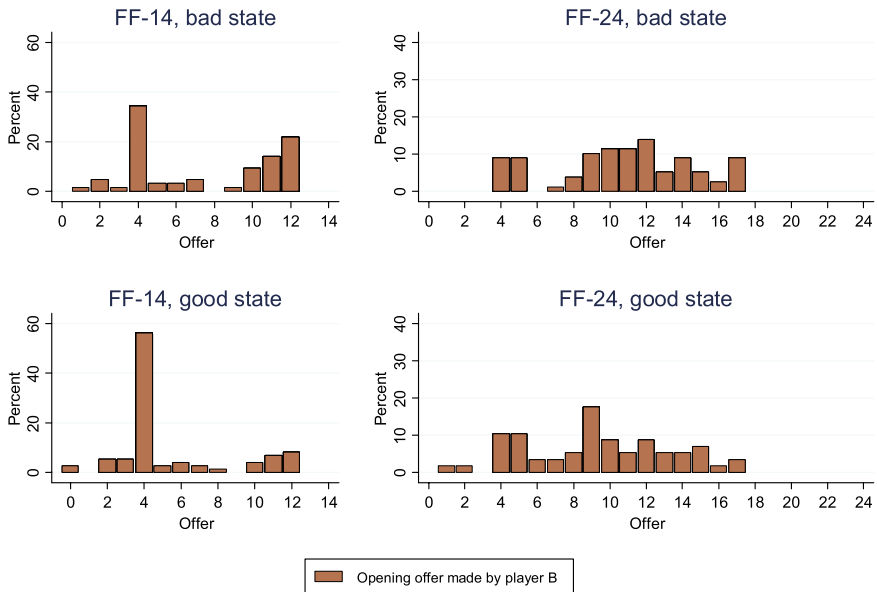 FF-14, bad state
60
40
20
0
Percent
0 2 4 6 8 10 12 14
Offer
FF-24, bad state
40
30
20
10
0
Percent
0 2 4 6 8 10 12 14 16 18 20 22 24
Offer
FF-14, good state
60
40
20
0
Percent
0 2 4 6 8 10 12 14
Offer
FF-24, good state
40
30
20
10
0
Percent
0 2 4 6 8 10 12 14 16 18 20 22 24
Offer
Opening offer made by player B